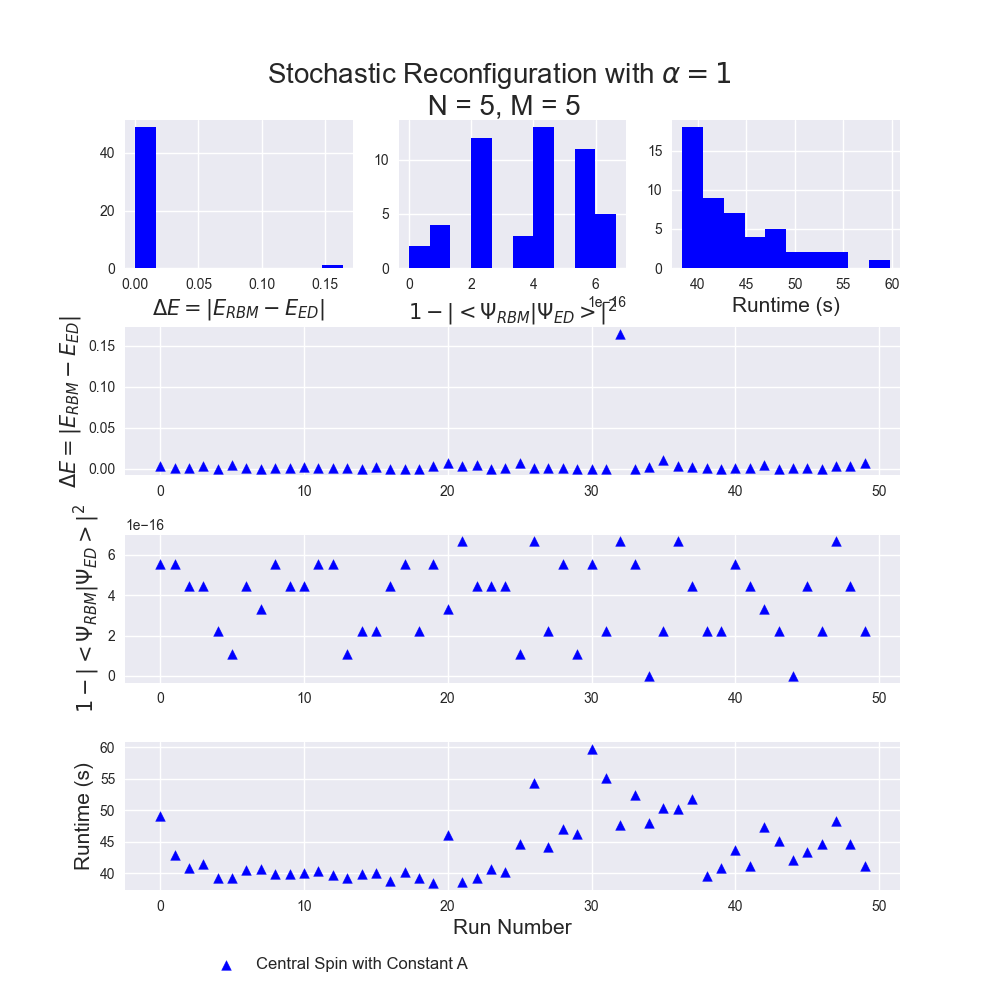 Stochastic Reconfiguration with α = 1
N = 5, M = 5
40
20
0
0.00 0.05 0.10 0.15
ΔE = |E_RBM − E_ED|
10
5
0
0 2 4 6
1e−16
1 − | < Ψ_RBM|Ψ_ED > |²
15
10
5
0
40 45 50 55 60
Runtime (s)
ΔE = |E_RBM − E_ED|
0.15
0.10
0.05
0.00
0 10 20 30 40 50
1 − | < Ψ_RBM|Ψ_ED > |²
1e−16
6
4
2
0
0 10 20 30 40 50
Runtime (s)
60
55
50
45
40
0 10 20 30 40 50
Run Number
Central Spin with Constant A